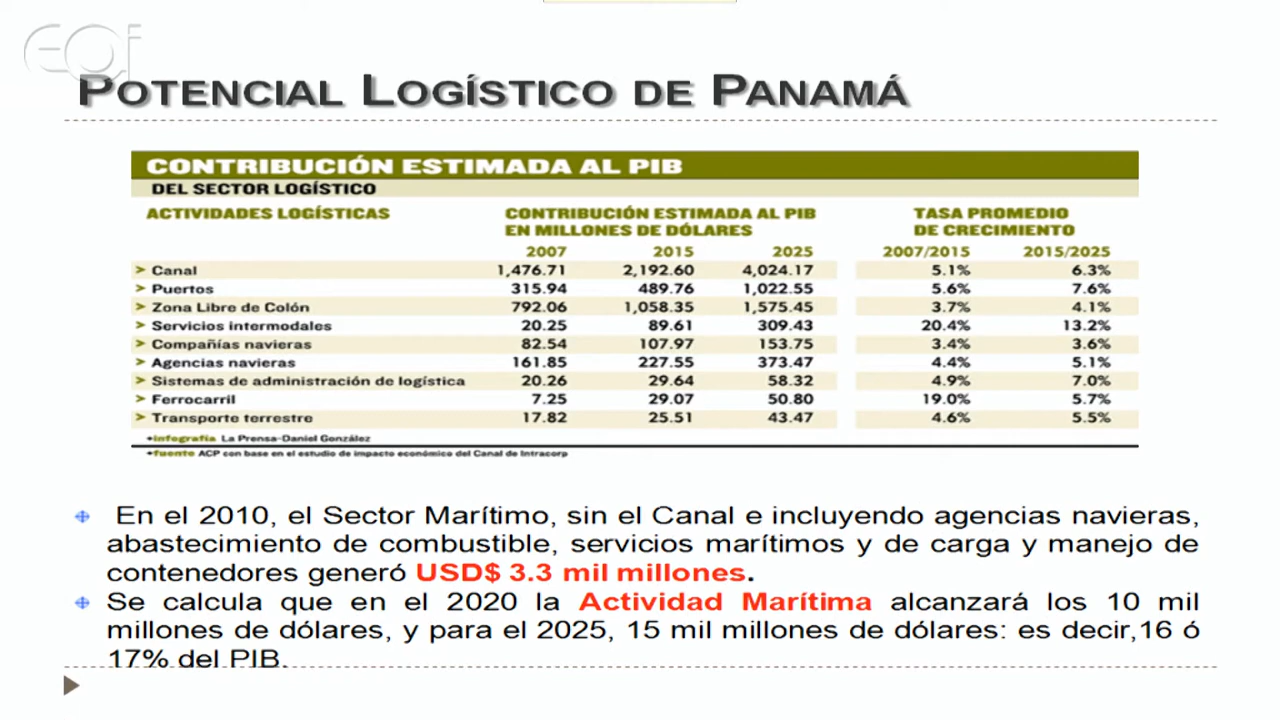 EOI
POTENCIAL LOGÍSTICO DE PANAMÁ
CONTRIBUCIÓN ESTIMADA AL PIB
DEL SECTOR LOGÍSTICO
ACTIVIDADES LOGÍSTICAS CONTRIBUCIÓN ESTIMADA AL PIB TASA PROMEDIO
EN MILLONES DE DÓLARES DE CRECIMIENTO
2007 2015 2025 2007/2015 2015/2025
Canal 1,476.71 2,192.60 4,024.17 5.1% 6.3%
Puertos 315.94 489.76 1,022.55 5.6% 7.6%
Zona Libre de Colón 792.06 1,058.35 1,575.45 3.7% 4.1%
Servicios intermodales 20.25 89.61 309.43 20.4% 13.2%
Compañías navieras 82.54 107.97 153.75 3.4% 3.6%
Agencias navieras 161.85 227.55 373.47 4.4% 5.1%
Sistemas de administración de logística 20.26 29.64 58.32 4.9% 7.0%
Ferrocarril 7.25 29.07 50.80 19.0% 5.7%
Transporte terrestre 17.82 25.51 43.47 4.6% 5.5%
+infografía La Prensa-Daniel González
+fuente ACP con base en el estudio de impacto económico del Canal de Intracorp
En el 2010, el Sector Marítimo, sin el Canal e incluyendo agencias navieras,
abastecimiento de combustible, servicios marítimos y de carga y manejo de
contenedores generó USD$ 3.3 mil millones.
Se calcula que en el 2020 la Actividad Marítima alcanzará los 10 mil
millones de dólares, y para el 2025, 15 mil millones de dólares: es decir,16 ó
17% del PIB.